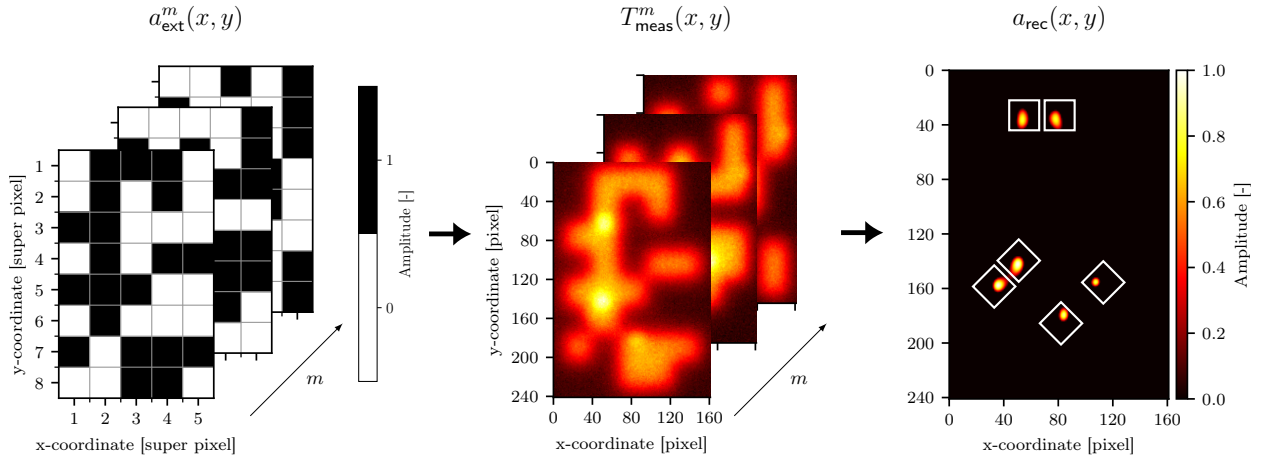 a^m_ext(x, y)
T^m_meas(x, y)
a_rec(x, y)
y-coordinate [super pixel]
1
2
3
4
5
6
7
8
1 2 3 4 5
x-coordinate [super pixel]
m
1
0
Amplitude [-]
y-coordinate [pixel]
0
40
80
120
160
200
240
0 40 80 120 160
x-coordinate [pixel]
m
0
40
80
120
160
200
240
0 40 80 120 160
x-coordinate [pixel]
1.0
0.8
0.6
0.4
0.2
0.0
Amplitude [-]